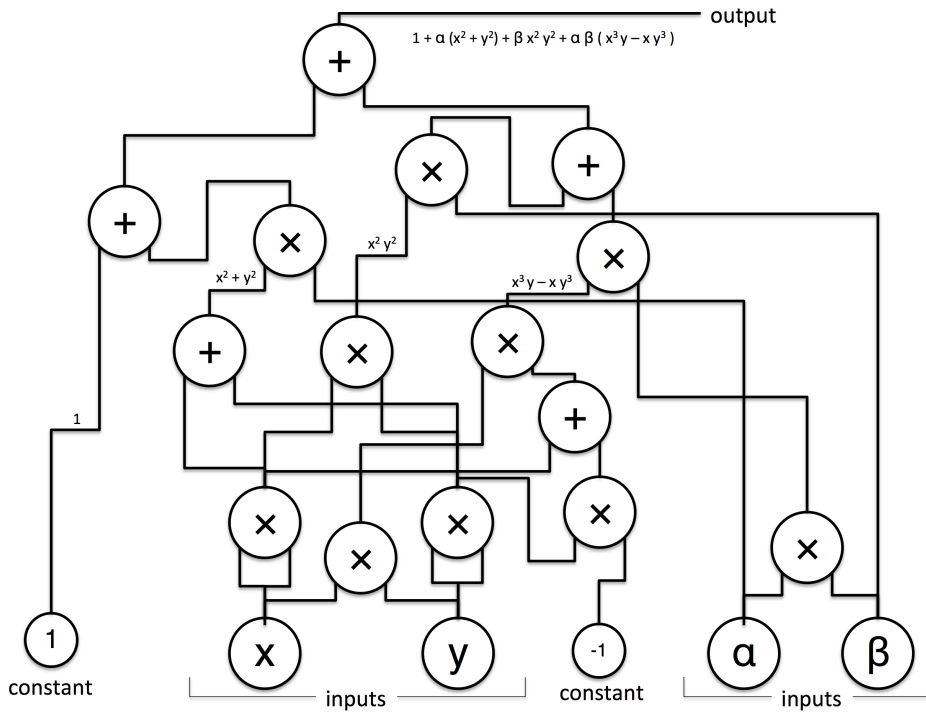 output
1 + α (x² + y²) + β x² y² + α β ( x³ y – x y³ )
+
×
+
+
×
x² y²
×
x² + y²
x³ y – x y³
+
×
×
+
1
×
×
×
×
×
1
x
y
-1
α
β
constant
inputs
constant
inputs